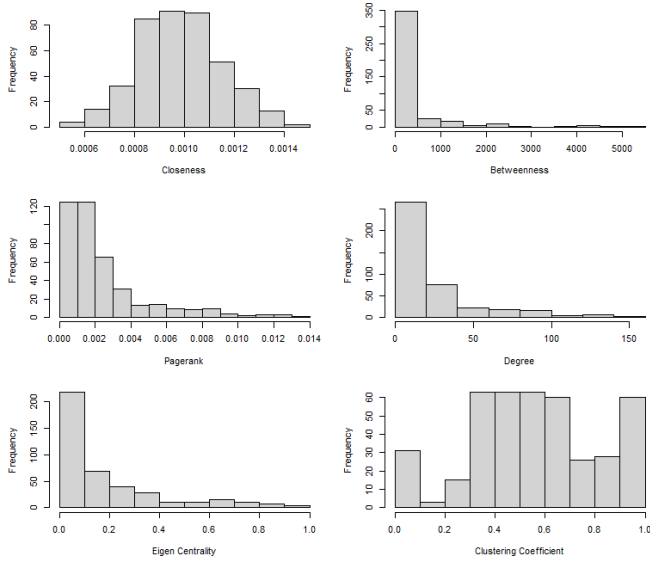 Frequency
0 20 40 60 80
0.0006 0.0008 0.0010 0.0012 0.0014
Closeness
Frequency
0 50 150 250 350
0 1000 2000 3000 4000 5000
Betweenness
Frequency
0 20 40 60 80 120
0.000 0.002 0.004 0.006 0.008 0.010 0.012 0.014
Pagerank
Frequency
0 50 100 200
0 50 100 150
Degree
Frequency
0 50 100 150 200
0.0 0.2 0.4 0.6 0.8 1.0
Eigen Centrality
Frequency
0 10 20 30 40 50 60
0.0 0.2 0.4 0.6 0.8 1.0
Clustering Coefficient